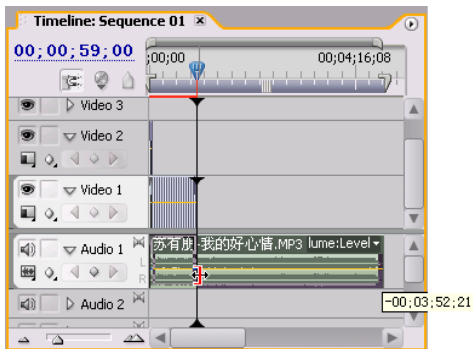 Timeline: Sequence 01
00;00;59;00
;00;00 00;04;16;08
Video 3
Video 2
Video 1
Audio 1
苏有朋-我的好心情.MP3 lume:Level
L
R
Audio 2
-00;03;52;21